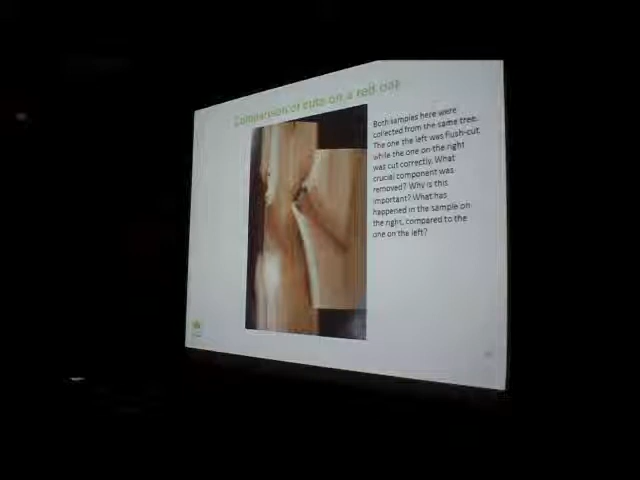 Comparison of cuts on a red oak
Both samples here were
collected from the same tree.
The one the left was flush-cut
while the one on the right
was cut correctly. What
crucial component was
removed? Why is this
important? What has
happened in the sample on
the right, compared to the
one on the left?